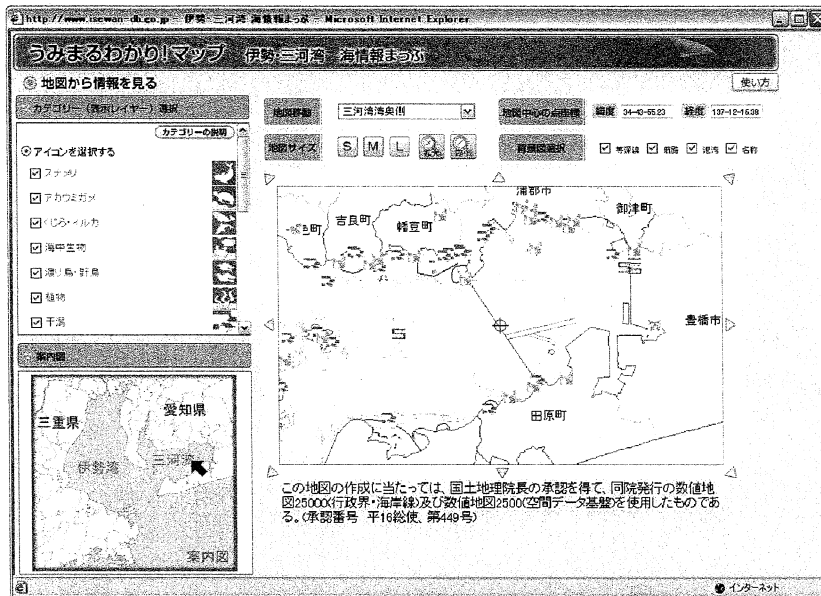 http://www.isewan-db.go.jp - 伊勢・三河湾 海情報まっぷ - Microsoft Internet Explorer
うみまるわかり!マップ 伊勢・三河湾 海情報まっぷ
地図から情報を見る
使い方
カテゴリー(表示レイヤー)選択
カテゴリーの説明
アイコンを選択する
スナメリ
アカウミガメ
くじら・イルカ
海中生物
渡り鳥・野鳥
植物
干潟
案内図
三重県
愛知県
伊勢湾
三河湾
案内図
地図移動
三河湾湾奥側
地図中心の点座標
緯度 34-43-55.23
経度 137-12-16.38
地図サイズ
S M L
背景図選択
等深線
航路
港湾
名称
吉良町
幡豆町
蒲郡市
御津町
豊橋市
田原町
この地図の作成に当たっては、国土地理院長の承認を得て、同院発行の数値地
図25000(行政界・海岸線)及び数値地図2500(空間データ基盤)を使用したものであ
る。(承認番号 平16総使、第449号)
インターネット